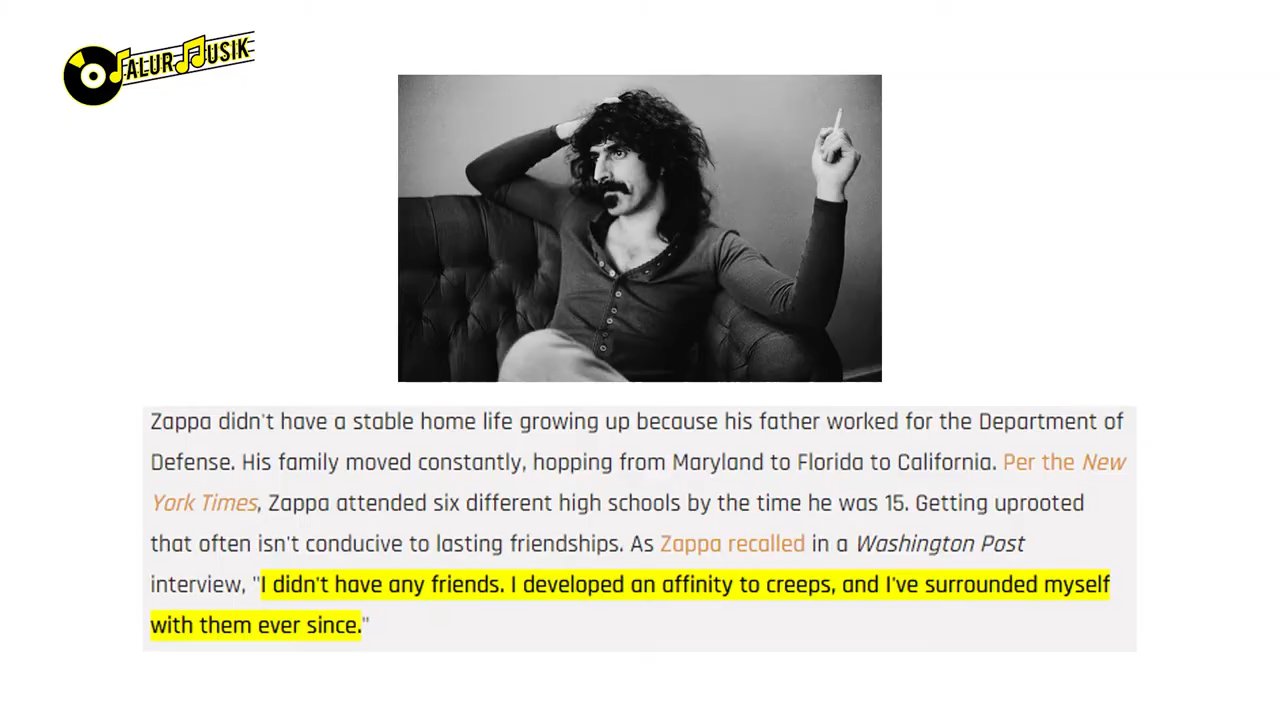 JALUR MUSIK
Zappa didn't have a stable home life growing up because his father worked for the Department of
Defense. His family moved constantly, hopping from Maryland to Florida to California. Per the New
York Times, Zappa attended six different high schools by the time he was 15. Getting uprooted
that often isn't conducive to lasting friendships. As Zappa recalled in a Washington Post
interview, "I didn't have any friends. I developed an affinity to creeps, and I've surrounded myself
with them ever since."